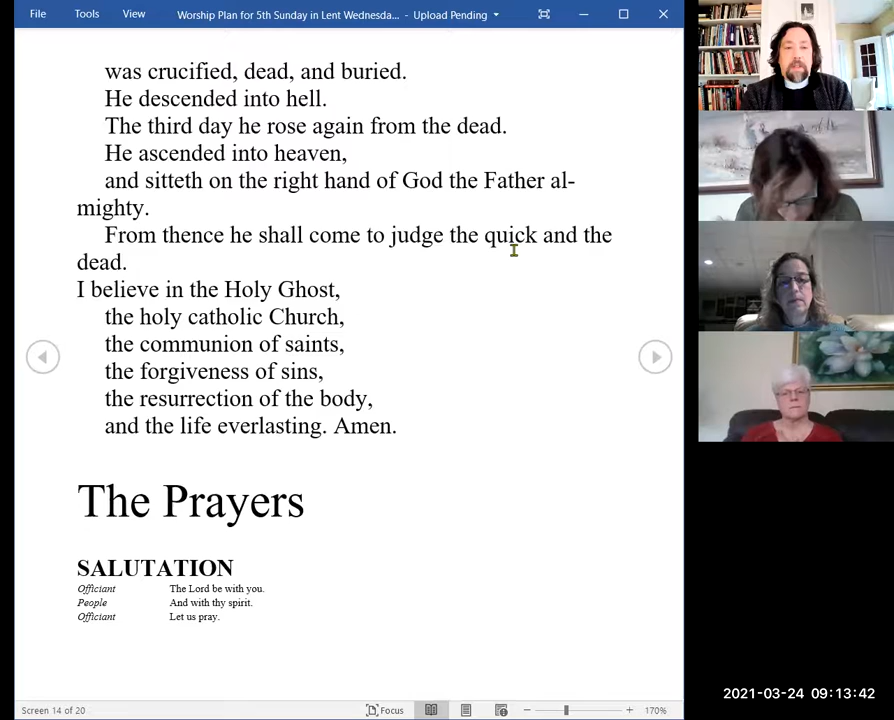 File Tools View Worship Plan for 5th Sunday in Lent Wednesda... - Upload Pending
was crucified, dead, and buried.
He descended into hell.
The third day he rose again from the dead.
He ascended into heaven,
and sitteth on the right hand of God the Father al-
mighty.
From thence he shall come to judge the quick and the
dead.
I believe in the Holy Ghost,
the holy catholic Church,
the communion of saints,
the forgiveness of sins,
the resurrection of the body,
and the life everlasting. Amen.
The Prayers
SALUTATION
Officiant The Lord be with you.
People And with thy spirit.
Officiant Let us pray.
2021-03-24 09:13:42
Screen 14 of 20 Focus 170%